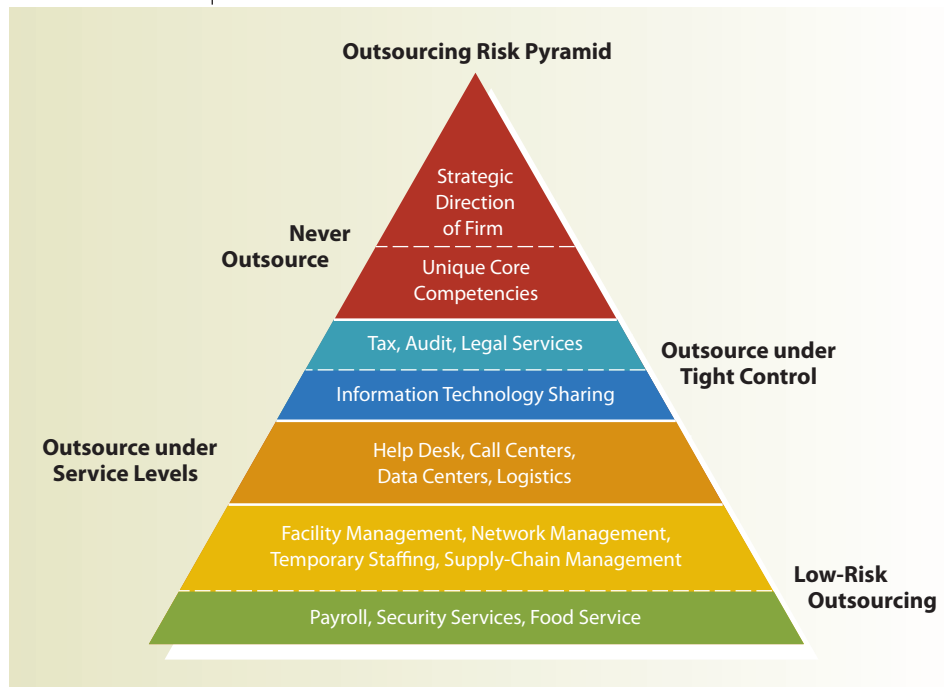 Outsourcing Risk Pyramid
Strategic
Direction
of Firm
Never
Outsource
Unique Core
Competencies
Tax, Audit, Legal Services
Outsource under
Tight Control
Information Technology Sharing
Outsource under
Service Levels
Help Desk, Call Centers,
Data Centers, Logistics
Facility Management, Network Management,
Temporary Staffing, Supply-Chain Management
Low-Risk
Outsourcing
Payroll, Security Services, Food Service